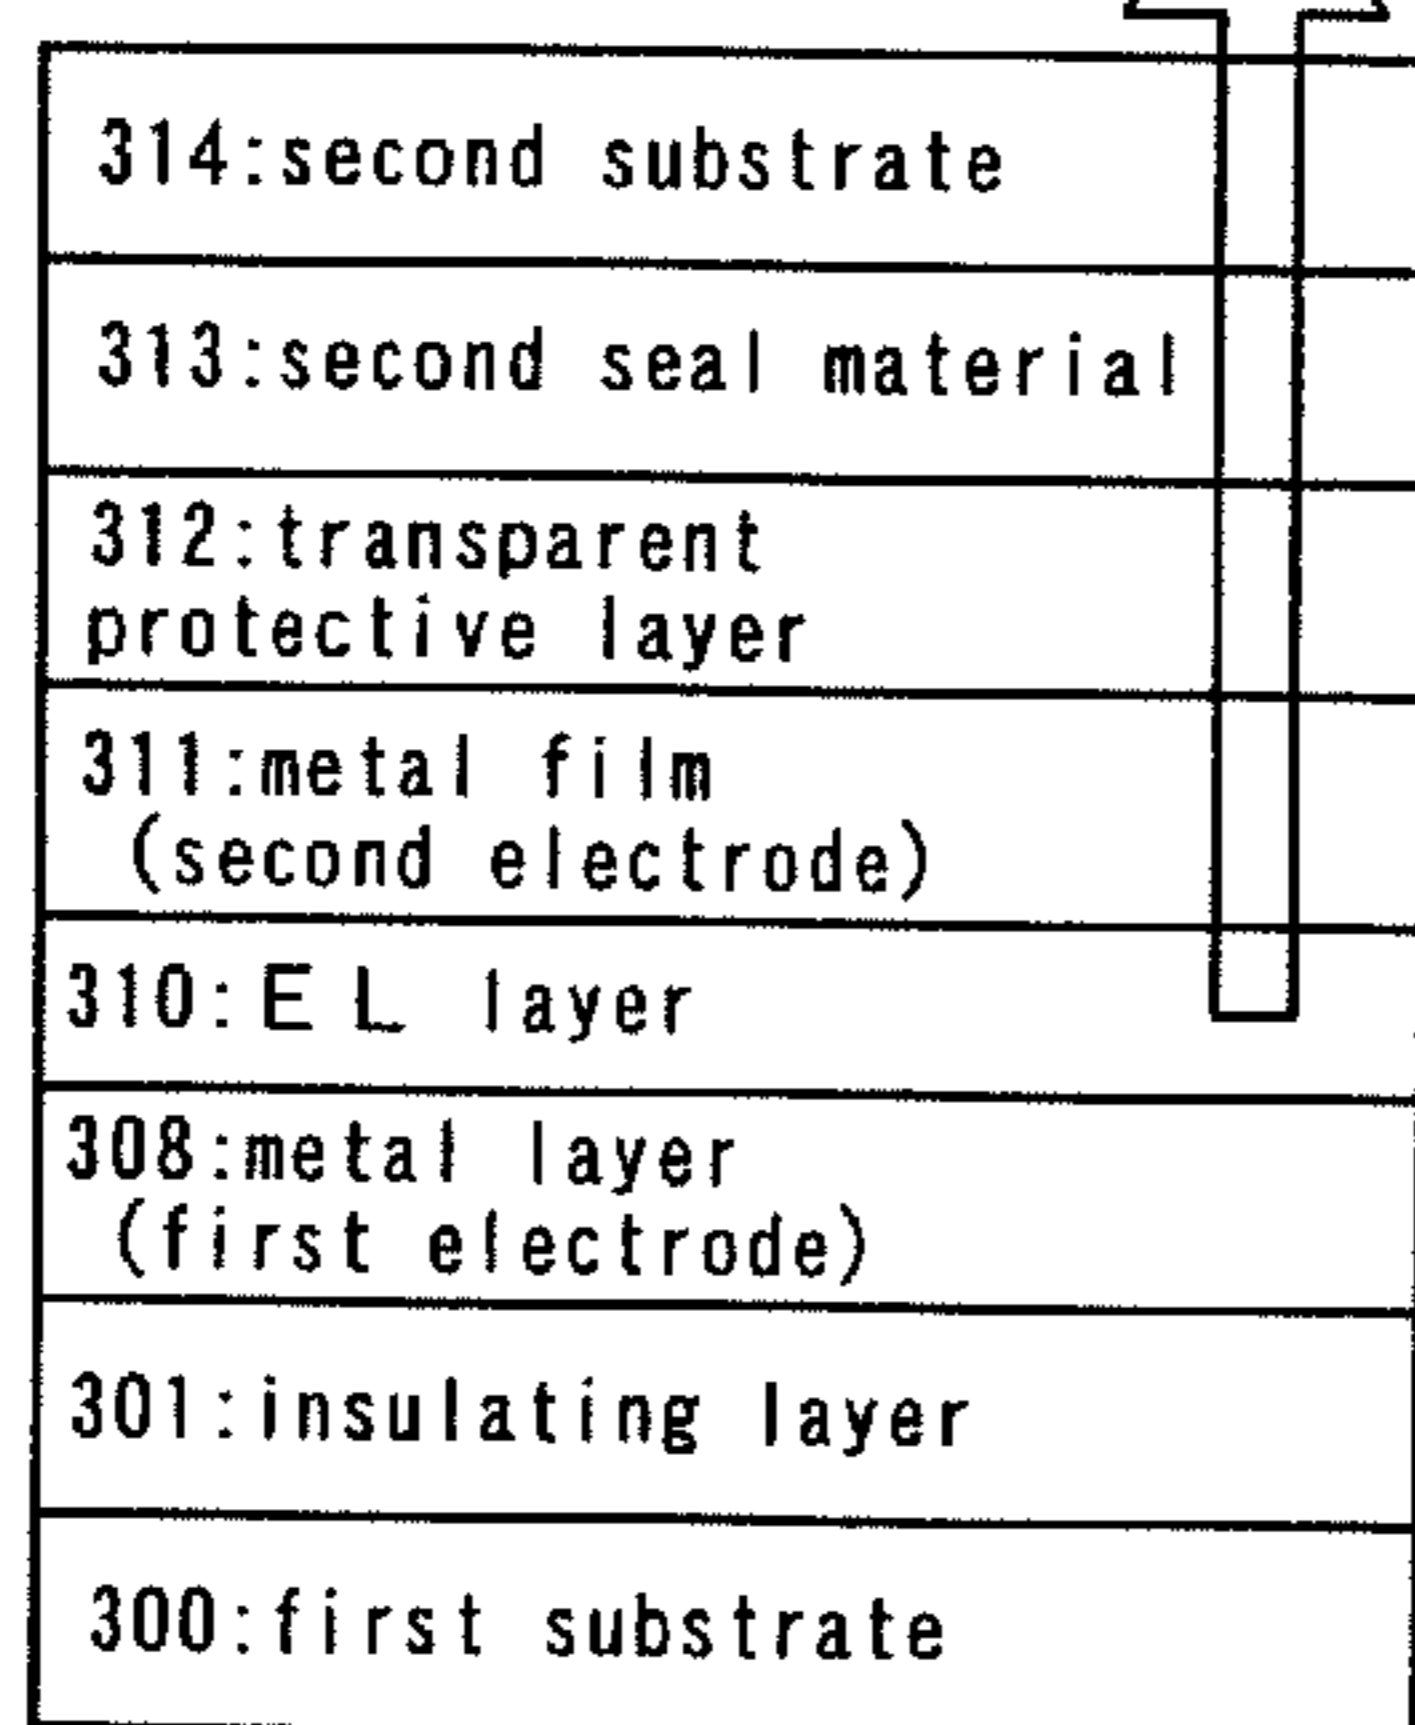 314:second substrate
313:second seal material
312:transparent
protective layer
311:metal film
(second electrode)
310:EL layer
308:metal layer
(first electrode)
301:insulating layer
300:first substrate